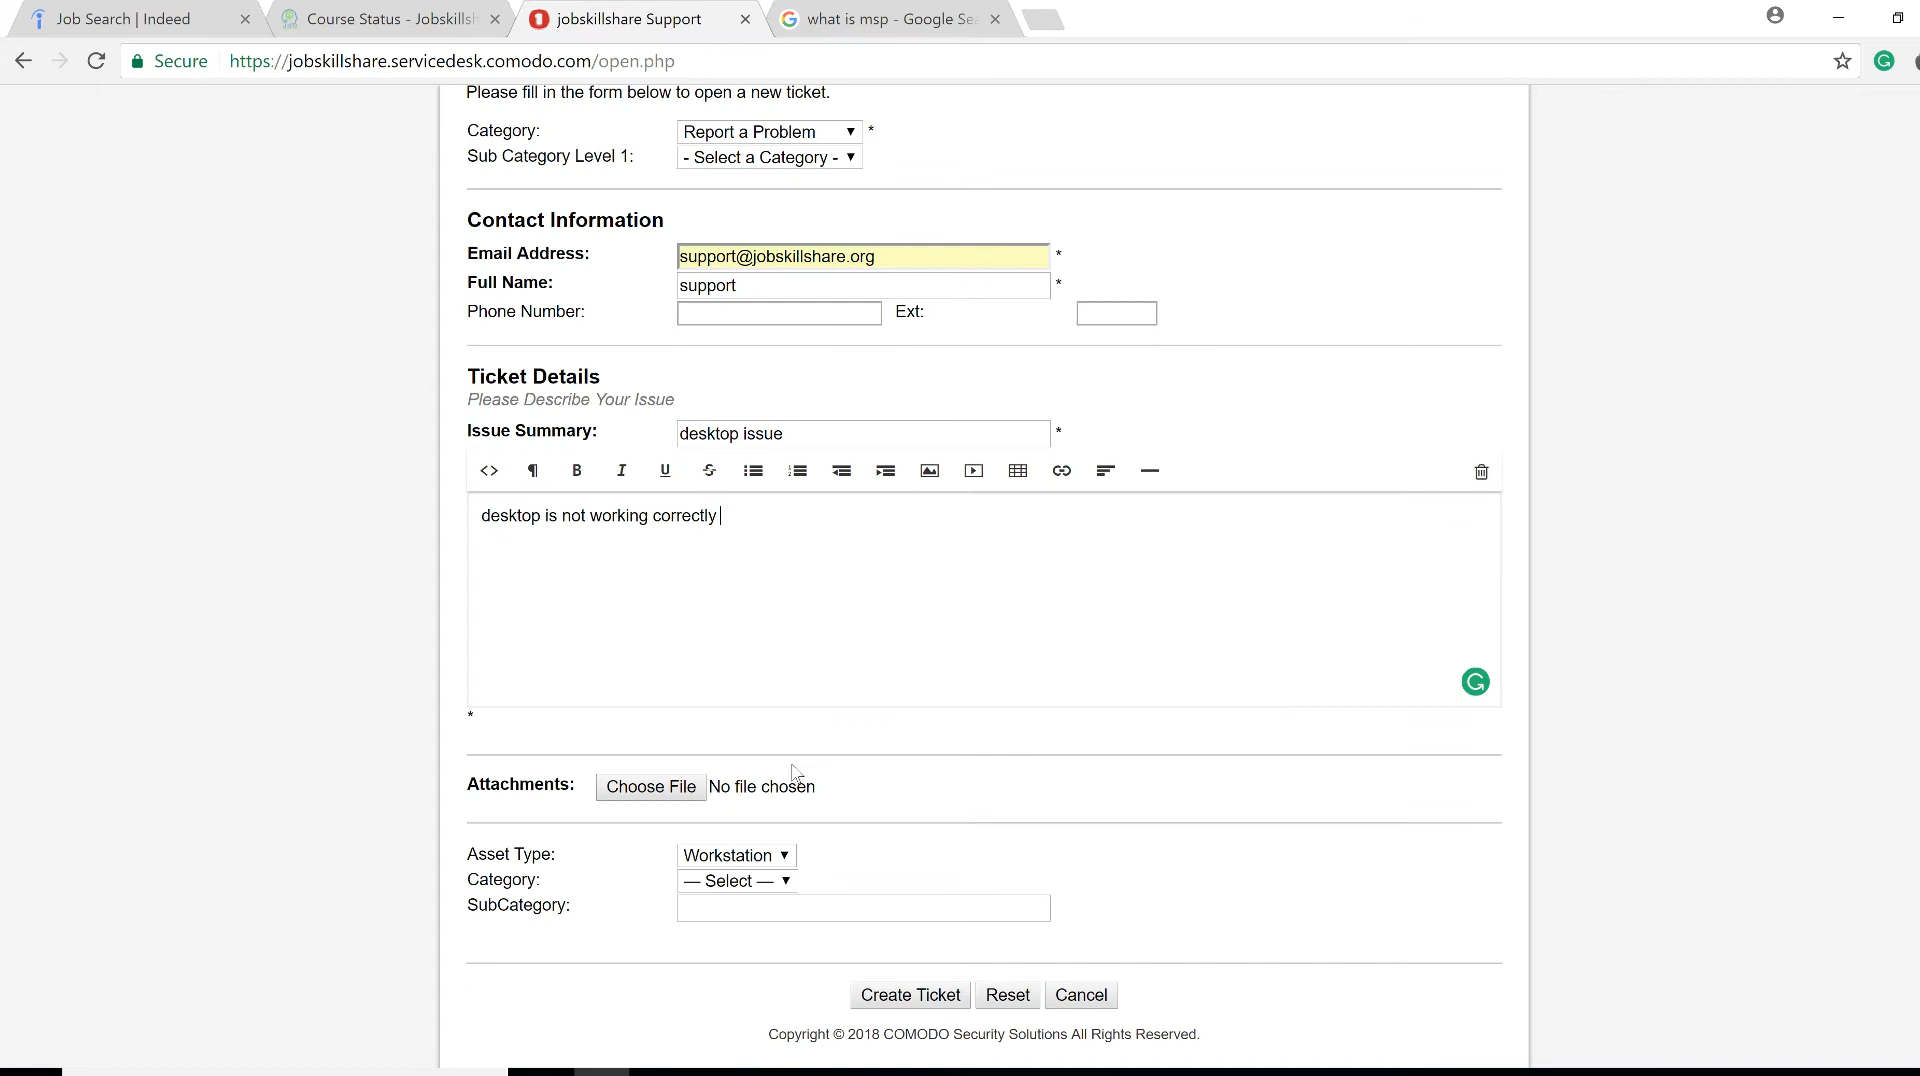 Job Search | Indeed
Course Status - Jobskillsh
jobskillshare Support
what is msp - Google Sea
Secure https://jobskillshare.servicedesk.comodo.com/open.php
Please fill in the form below to open a new ticket.
Category: Report a Problem *
Sub Category Level 1: - Select a Category -
Contact Information
Email Address: support@jobskillshare.org *
Full Name: support *
Phone Number: Ext:
Ticket Details
Please Describe Your Issue
Issue Summary: desktop issue *
desktop is not working correctly
*
Attachments: Choose File No file chosen
Asset Type: Workstation
Category: — Select —
SubCategory:
Create Ticket Reset Cancel
Copyright © 2018 COMODO Security Solutions All Rights Reserved.